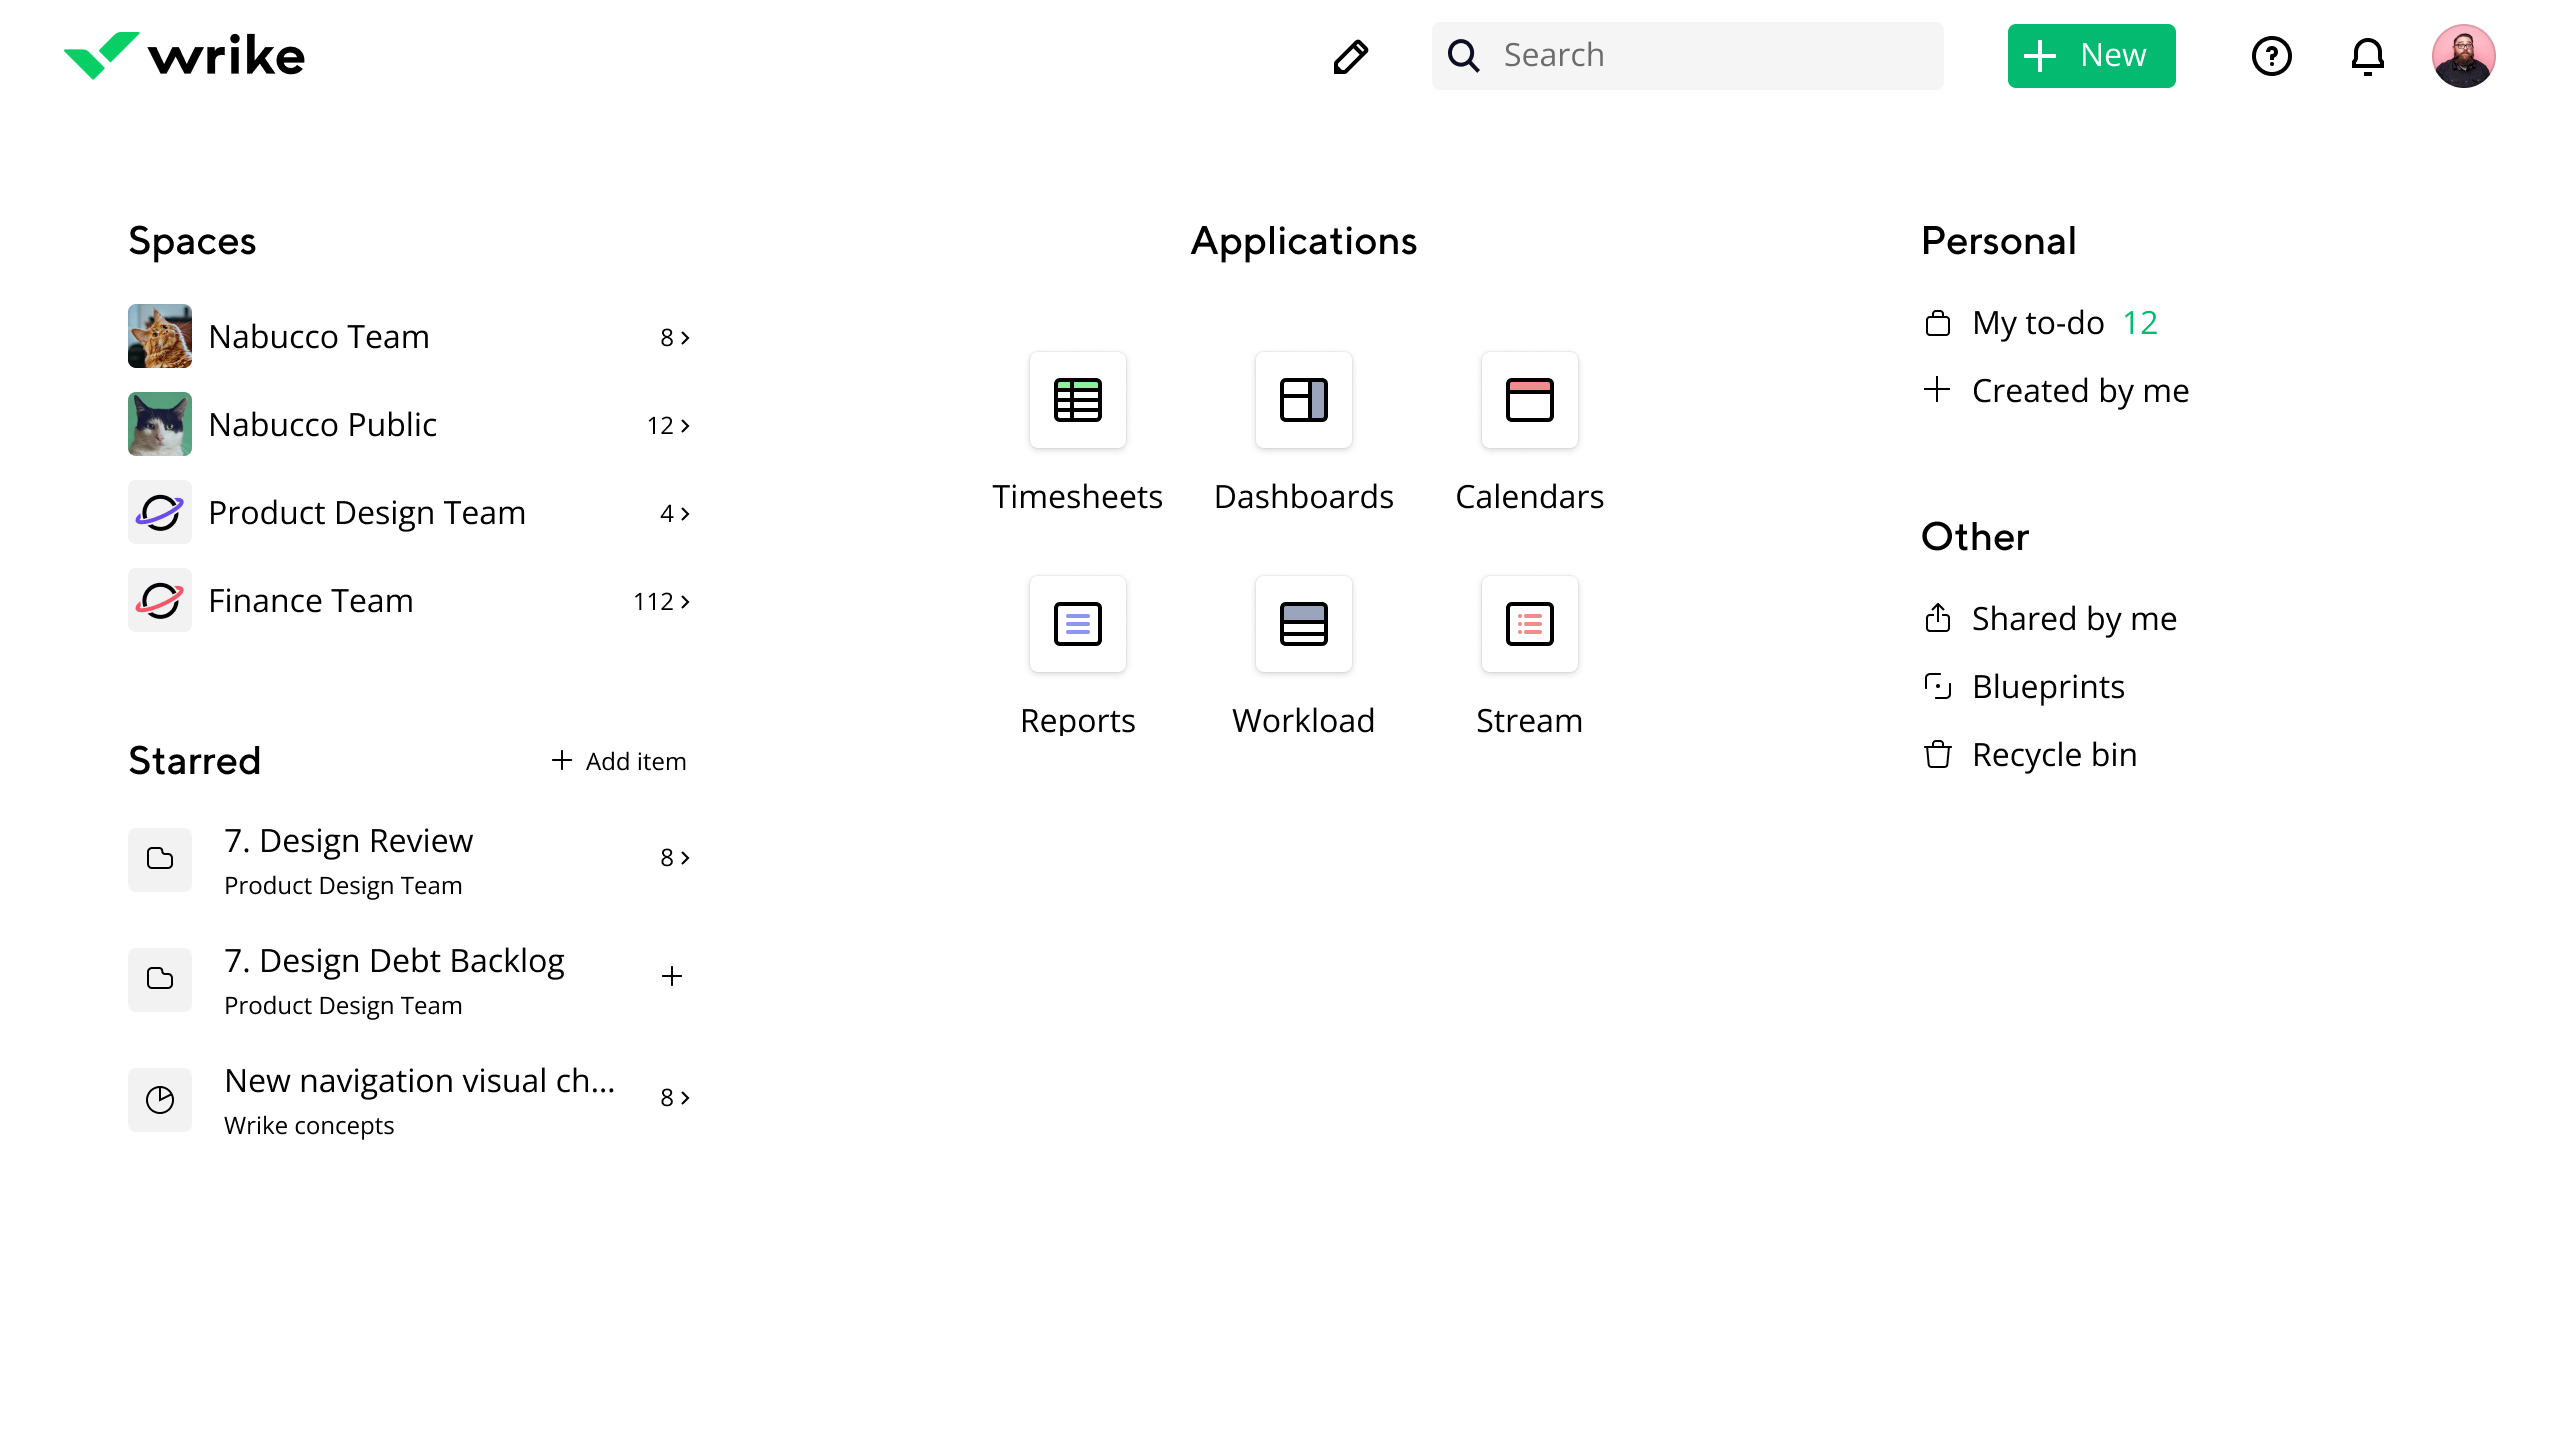 wrike
Search
New
Spaces
Nabucco Team
8
Nabucco Public
12
Product Design Team
4
Finance Team
112
Starred
Add item
7. Design Review
Product Design Team
8
7. Design Debt Backlog
Product Design Team
New navigation visual ch...
Wrike concepts
8
Applications
Timesheets
Dashboards
Calendars
Reports
Workload
Stream
Personal
My to-do 12
Created by me
Other
Shared by me
Blueprints
Recycle bin